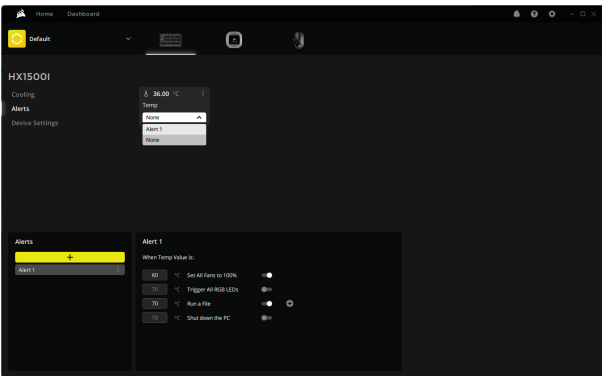 Home Dashboard
Default
HX1500I
Cooling
Alerts
Device Settings
36.00 °C
Temp
None
Alert 1
None
Alerts
+
Alert 1
Alert 1
When Temp Value is:
60 °C Set All Fans to 100%
70 °C Trigger All RGB LEDs
70 °C Run a File
70 °C Shut down the PC